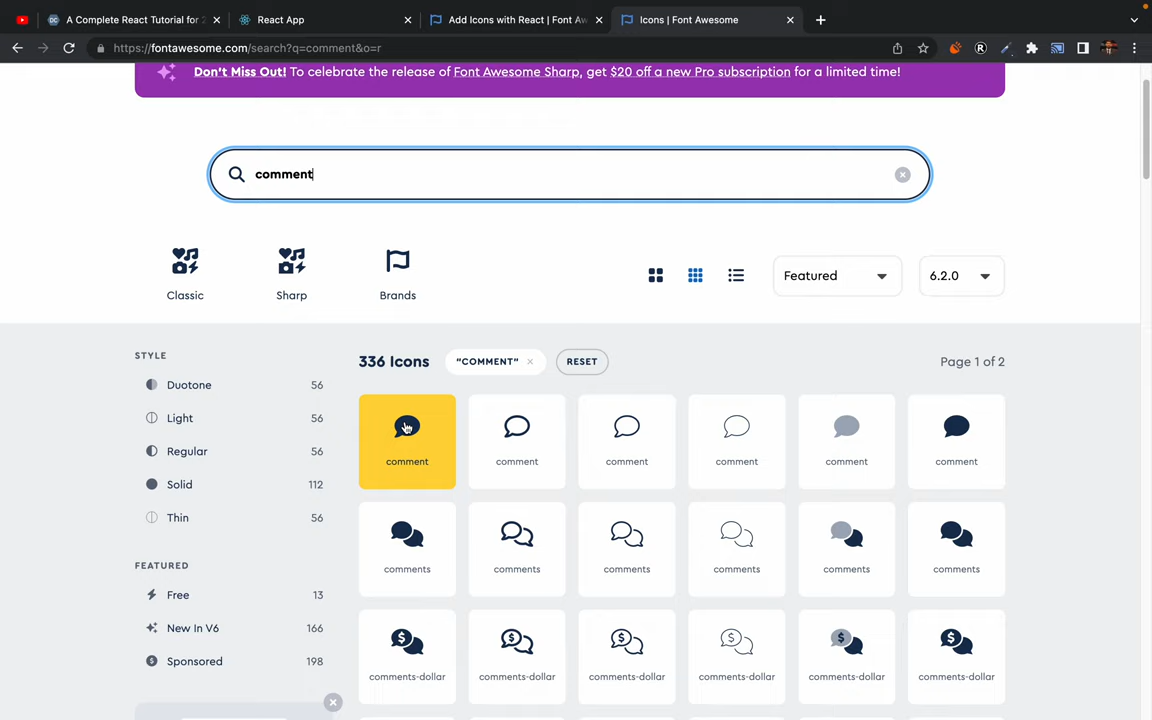 A Complete React Tutorial for 2
React App
Add Icons with React | Font Aw
Icons | Font Awesome
https://fontawesome.com/search?q=comment&o=r
Don't Miss Out! To celebrate the release of Font Awesome Sharp, get $20 off a new Pro subscription for a limited time!
comment
Classic
Sharp
Brands
Featured
6.2.0
STYLE
Duotone 56
Light 56
Regular 56
Solid 112
Thin 56
FEATURED
Free 13
New In V6 166
Sponsored 198
336 Icons
"COMMENT"
RESET
Page 1 of 2
comment comment comment comment comment comment
comments comments comments comments comments comments
comments-dollar comments-dollar comments-dollar comments-dollar comments-dollar comments-dollar